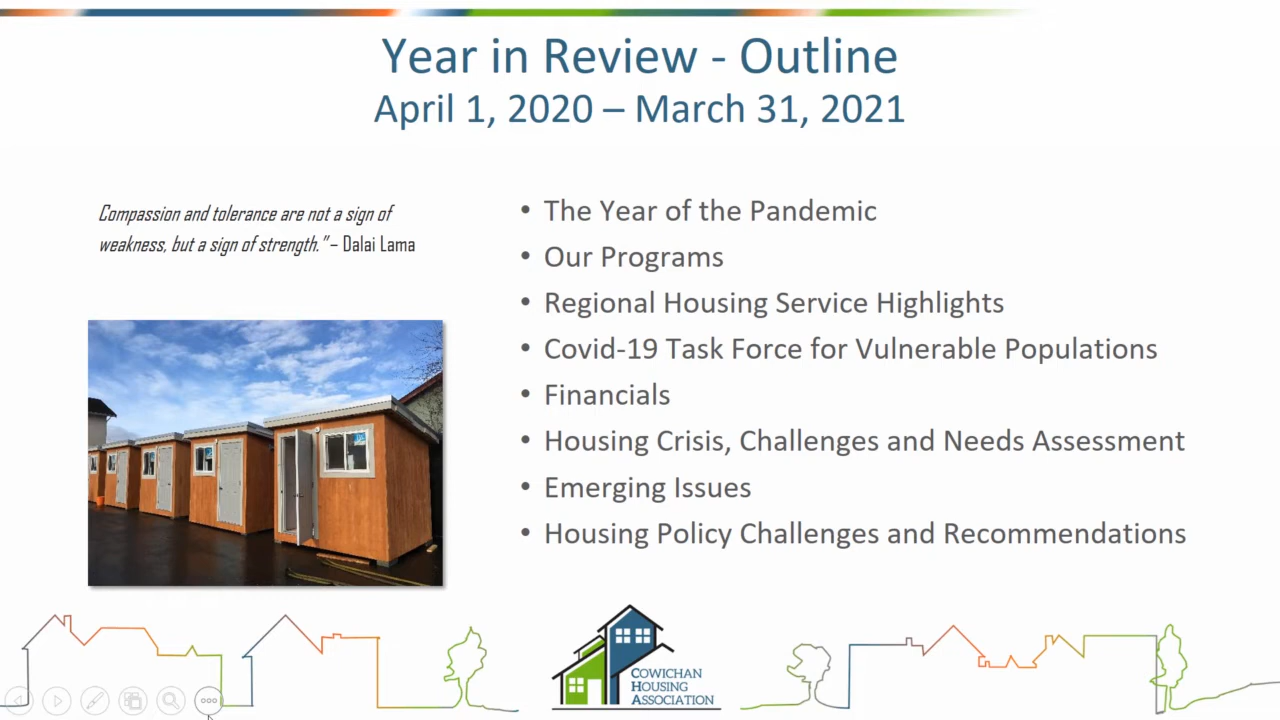 Year in Review - Outline
April 1, 2020 – March 31, 2021
Compassion and tolerance are not a sign of
weakness, but a sign of strength.” – Dalai Lama
• The Year of the Pandemic
• Our Programs
• Regional Housing Service Highlights
• Covid-19 Task Force for Vulnerable Populations
• Financials
• Housing Crisis, Challenges and Needs Assessment
• Emerging Issues
• Housing Policy Challenges and Recommendations
COWICHAN
HOUSING
ASSOCIATION